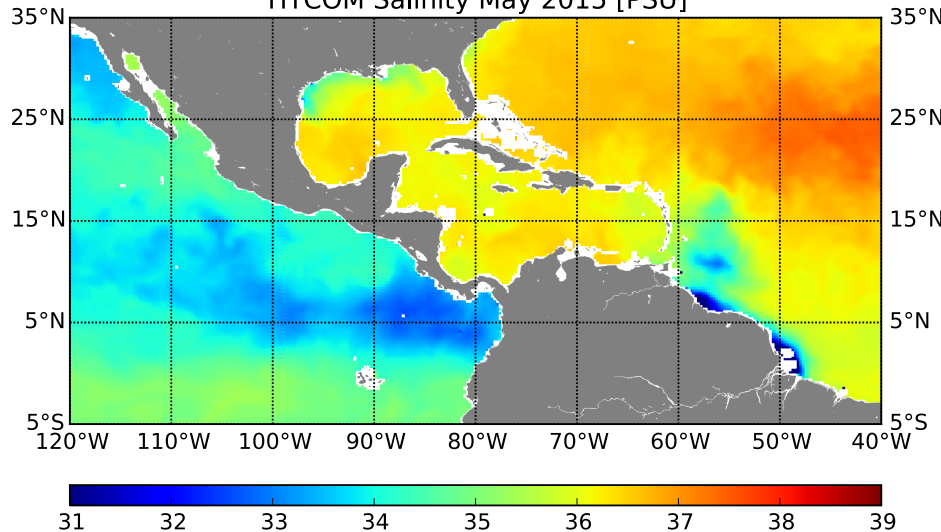 HYCOM Salinity May 2015 [PSU]
35°N 35°N
25°N 25°N
15°N 15°N
5°N 5°N
5°S 5°S
120°W 110°W 100°W 90°W 80°W 70°W 60°W 50°W 40°W
31 32 33 34 35 36 37 38 39